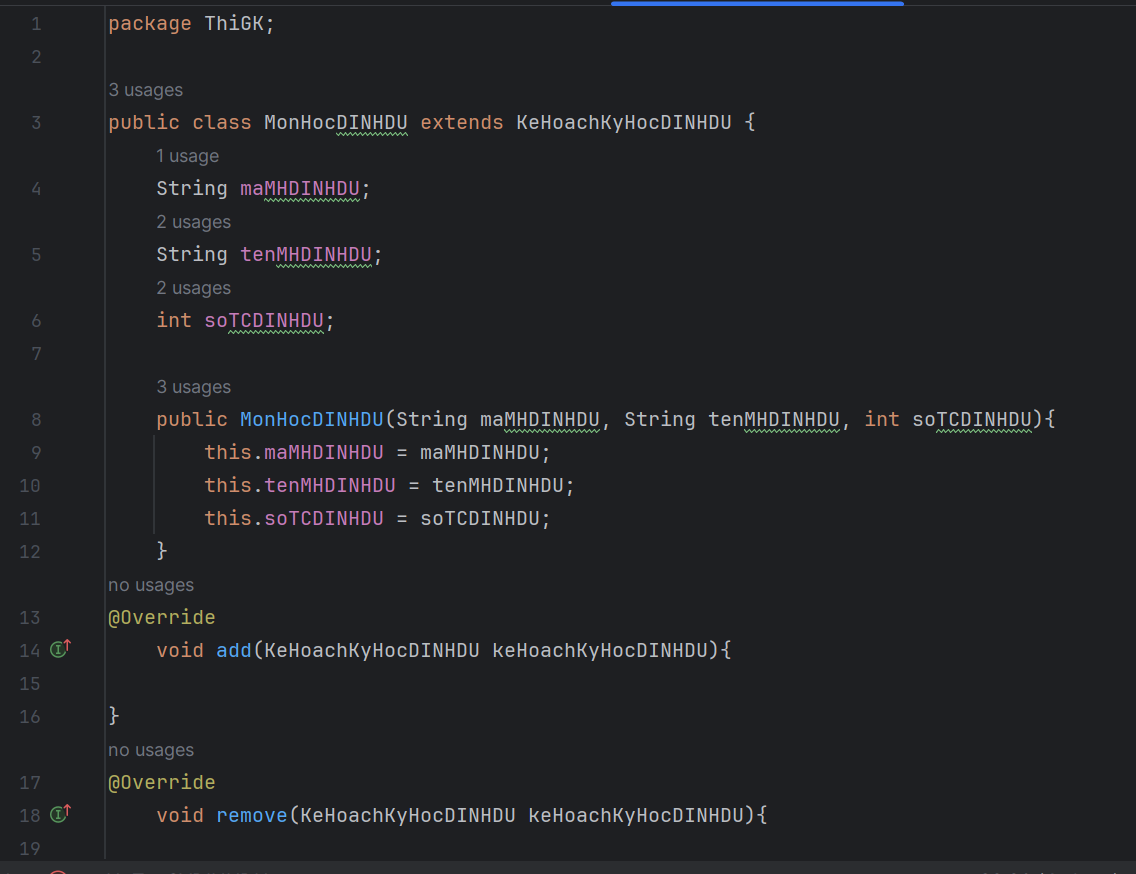 1 package ThiGK;
2
3 usages
3 public class MonHocDINHDU extends KeHoachKyHocDINHDU {
1 usage
4 String maMHDINHDU;
2 usages
5 String tenMHDINHDU;
2 usages
6 int soTCDINHDU;
7
3 usages
8 public MonHocDINHDU(String maMHDINHDU, String tenMHDINHDU, int soTCDINHDU){
9 this.maMHDINHDU = maMHDINHDU;
10 this.tenMHDINHDU = tenMHDINHDU;
11 this.soTCDINHDU = soTCDINHDU;
12 }
no usages
13 @Override
14 void add(KeHoachKyHocDINHDU keHoachKyHocDINHDU){
15
16 }
no usages
17 @Override
18 void remove(KeHoachKyHocDINHDU keHoachKyHocDINHDU){
19